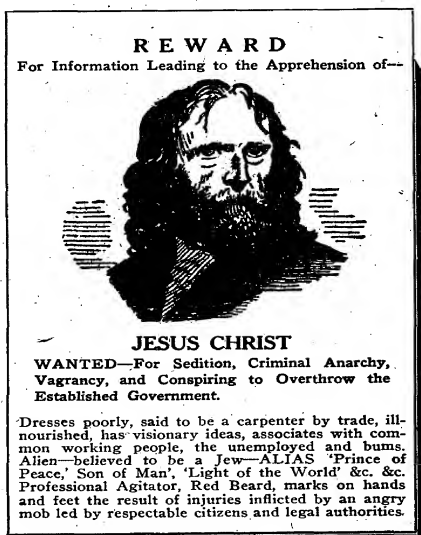 REWARD
For Information Leading to the Apprehension of—
JESUS CHRIST
WANTED—For Sedition, Criminal Anarchy,
Vagrancy, and Conspiring to Overthrow the
Established Government.
Dresses poorly, said to be a carpenter by trade, ill-
nourished, has visionary ideas, associates with com-
mon working people, the unemployed and bums.
Alien—believed to be a Jew—ALIAS 'Prince of
Peace,' Son of Man', 'Light of the World' &c. &c.
Professional Agitator, Red Beard, marks on hands
and feet the result of injuries inflicted by an angry
mob led by respectable citizens and legal authorities.